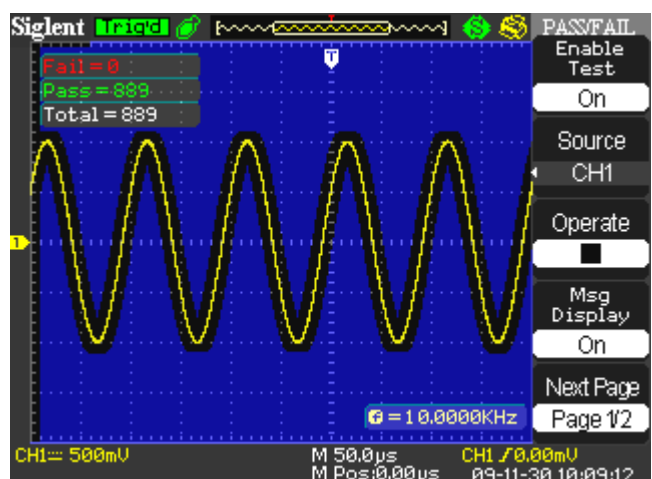 Siglent Trig'd PASS/FAIL
Fail=0
Pass=889
Total=889
T
1
f=10.0000KHz
Enable
Test
On
Source
CH1
Operate
Msg
Display
On
Next Page
Page 1/2
CH1 500mV M 50.0µs CH1 0.00mV
M Pos:0.00µs 09-11-30 10:09:12